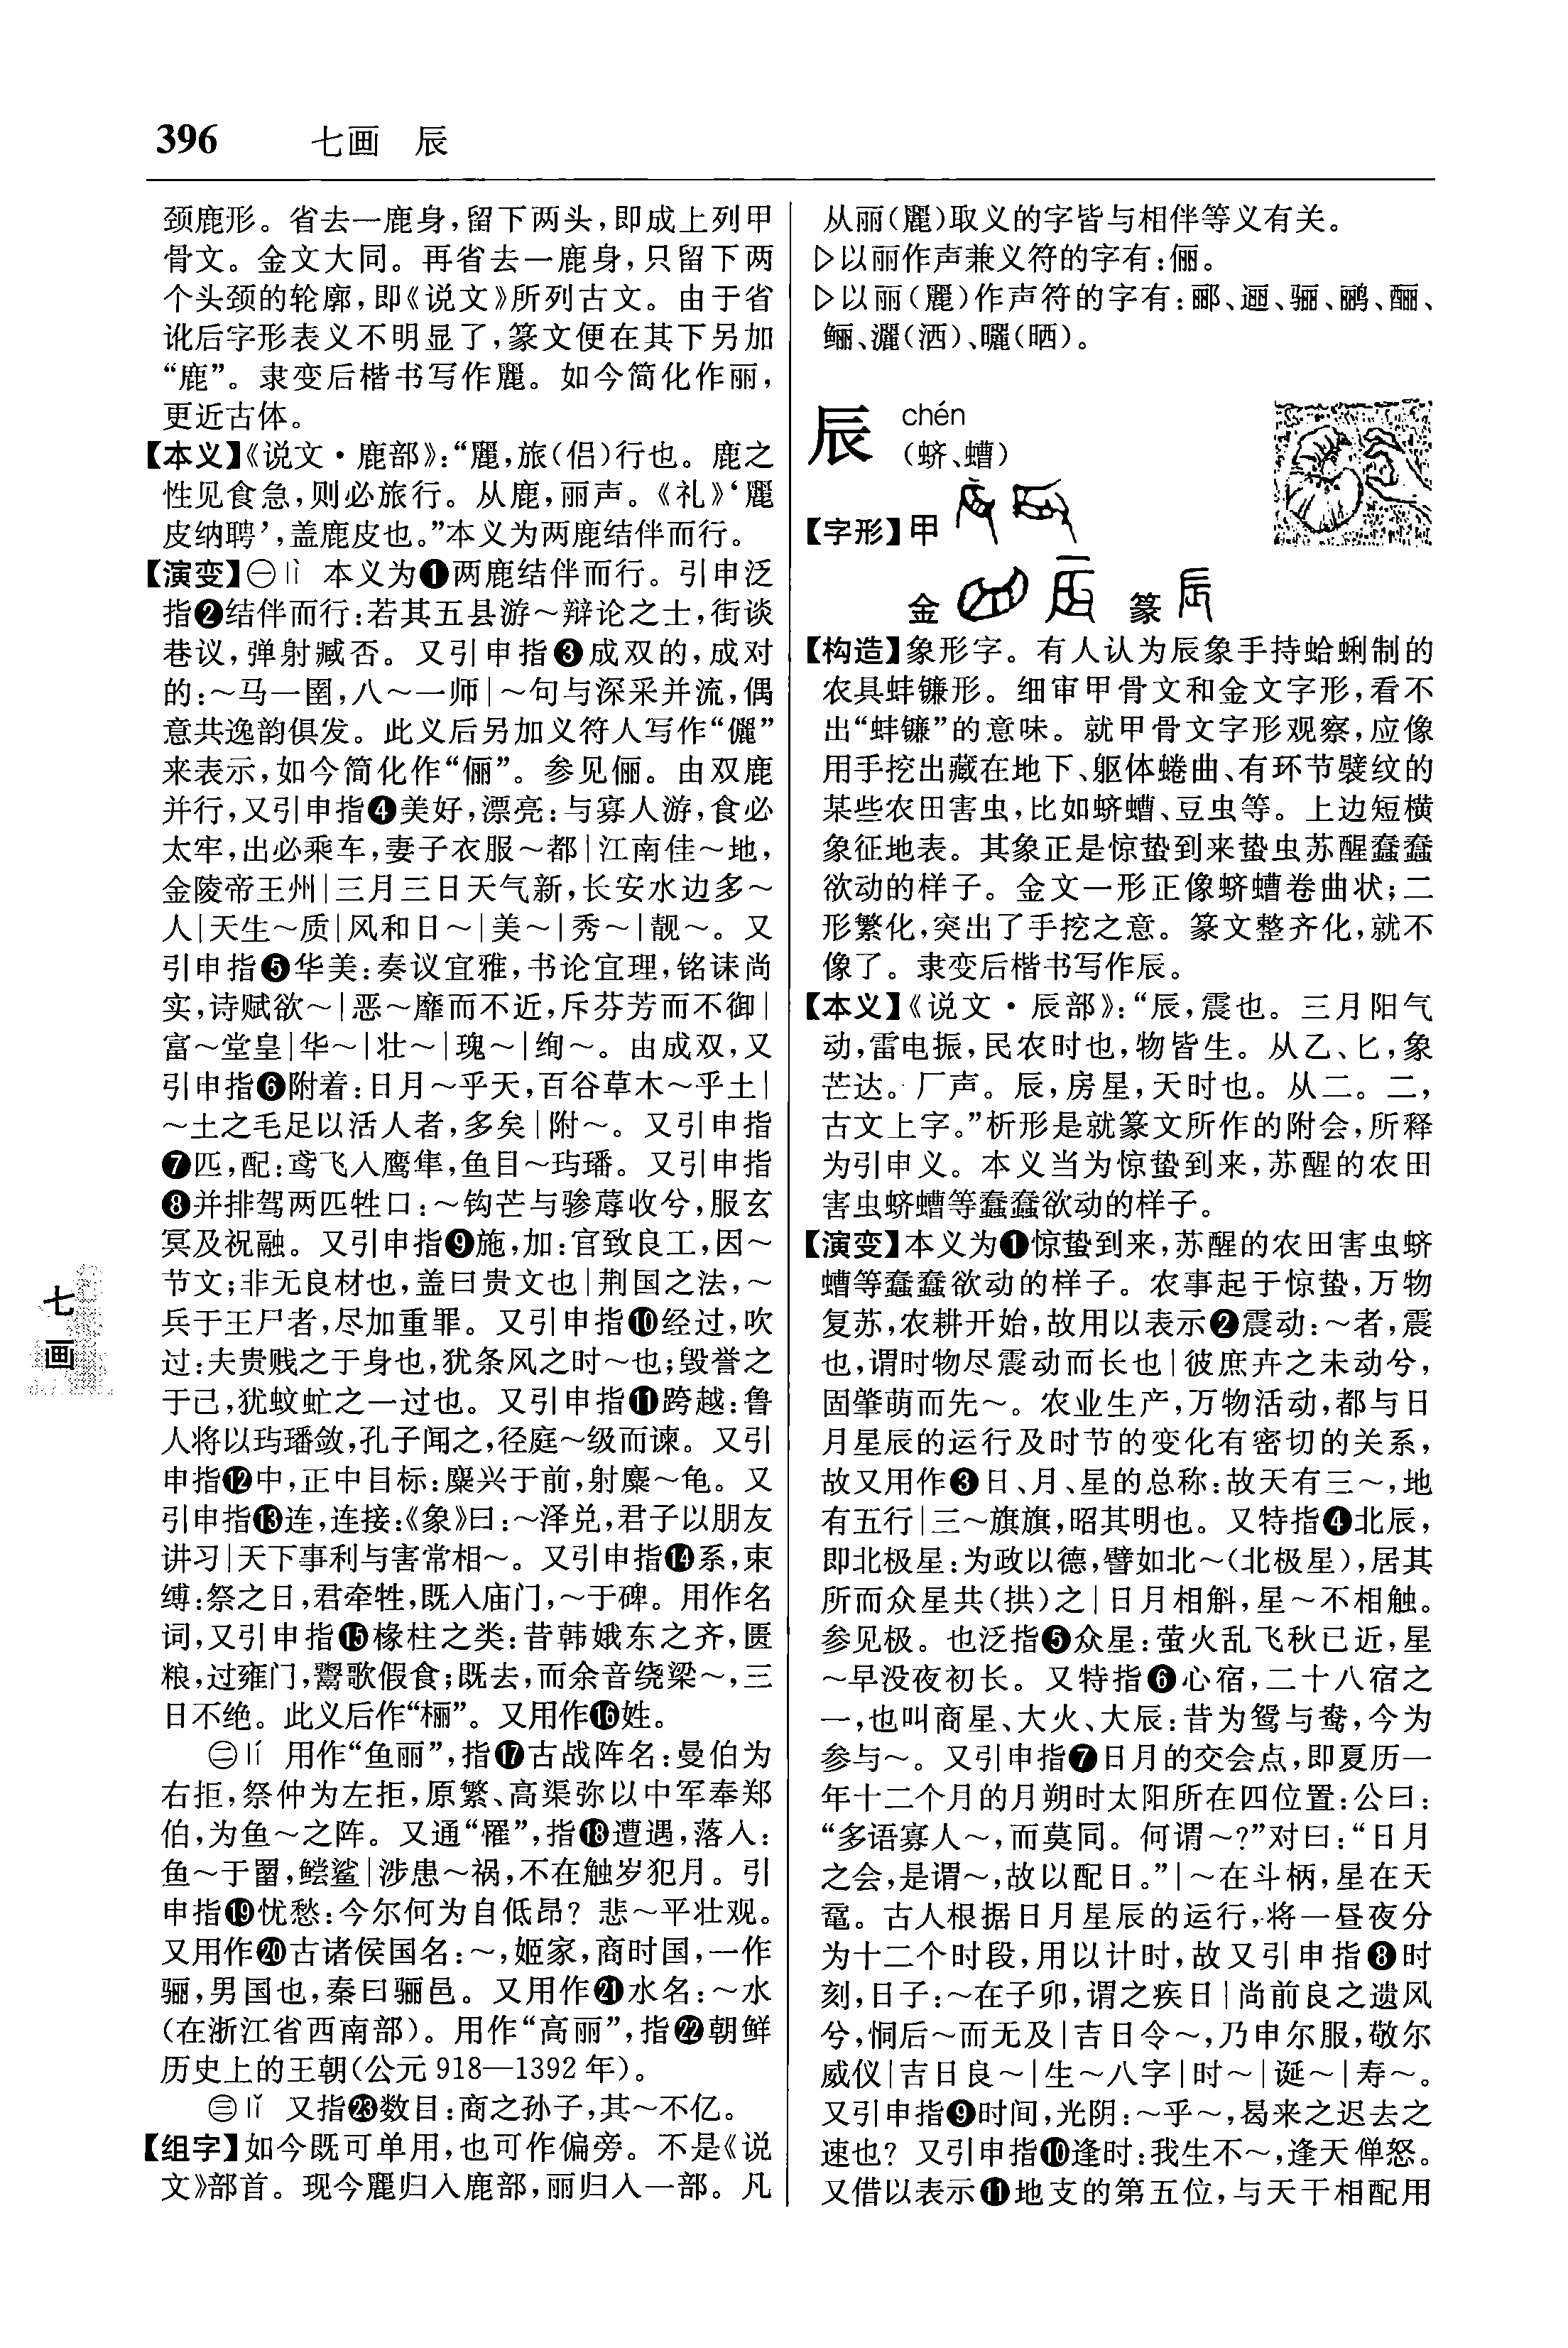 396 七画 辰
颈鹿形。省去一鹿身,留下两头,即成上列甲
骨文。金文大同。再省去一鹿身,只留下两
个头颈的轮廓,即《说文》所列古文。由于省
讹后字形表义不明显了,篆文便在其下另加
“鹿”。隶变后楷书写作麗。如今简化作丽,
更近古体。
【本义】《说文·鹿部》:“麗,旅(侣)行也。鹿之
性见食急,则必旅行。从鹿,丽声。《礼》‘麗
皮纳聘’,盖鹿皮也。”本义为两鹿结伴而行。
【演变】㊀lì 本义为❶两鹿结伴而行。引申泛
指❷结伴而行:若其五县游~辩论之士,街谈
巷议,弹射臧否。又引申指❸成双的,成对
的:~马一圉,八~一师|~句与深采并流,偶
意共逸韵俱发。此义后另加义符人写作“儷”
来表示,如今简化作“俪”。参见俪。由双鹿
并行,又引申指❹美好,漂亮:与寡人游,食必
太牢,出必乘车,妻子衣服~都|江南佳~地,
金陵帝王州|三月三日天气新,长安水边多~
人|天生~质|风和日~|美~|秀~|靓~。又
引申指❺华美:奏议宜雅,书论宜理,铭诔尚
实,诗赋欲~|恶~靡而不近,斥芬芳而不御|
富~堂皇|华~|壮~|瑰~|绚~。由成双,又
引申指❻附着:日月~乎天,百谷草木~乎土|
~土之毛足以活人者,多矣|附~。又引申指
❼匹,配:鸢飞入鹰隼,鱼目~玙璠。又引申指
❽并排驾两匹牲口:~钩芒与骖蓐收兮,服玄
冥及祝融。又引申指❾施,加:官致良工,因~
节文;非无良材也,盖曰贵文也|荆国之法,~
兵于王尸者,尽加重罪。又引申指❿经过,吹
过:夫贵贱之于身也,犹条风之时~也;毁誉之
于己,犹蚊虻之一过也。又引申指⓫跨越:鲁
人将以玙璠敛,孔子闻之,径庭~级而谏。又引
申指⓬中,正中目标:麋兴于前,射麋~龟。又
引申指⓭连,连接:《象》曰:~泽兑,君子以朋友
讲习|天下事利与害常相~。又引申指⓮系,束
缚:祭之日,君牵牲,既入庙门,~于碑。用作名
词,又引申指⓯椽柱之类:昔韩娥东之齐,匮
粮,过雍门,鬻歌假食;既去,而余音绕梁~,三
日不绝。此义后作“欐”。又用作⓰姓。
㊁lí 用作“鱼丽”,指⓱古战阵名:曼伯为
右拒,祭仲为左拒,原繁、高渠弥以中军奉郑
伯,为鱼~之阵。又通“罹”,指⓲遭遇,落入:
鱼~于罶,鲿鲨|涉患~祸,不在触岁犯月。引
申指⓳忧愁:今尔何为自低昂?悲~平壮观。
又用作⓴古诸侯国名:~,姬家,商时国,一作
骊,男国也,秦曰骊邑。又用作㉑水名:~水
(在浙江省西南部)。用作“高丽”,指㉒朝鲜
历史上的王朝(公元918—1392年)。
㊂lǐ 又指㉓数目:商之孙子,其~不亿。
【组字】如今既可单用,也可作偏旁。不是《说
文》部首。现今麗归入鹿部,丽归入一部。凡
从丽(麗)取义的字皆与相伴等义有关。
▷以丽作声兼义符的字有:俪。
▷以丽(麗)作声符的字有:郦、逦、骊、鹂、酾、
鲡、灑(洒)、曬(晒)。
辰 chén
(蛴、螬)
【字形】甲
金 篆
【构造】象形字。有人认为辰象手持蛤蜊制的
农具蚌镰形。细审甲骨文和金文字形,看不
出“蚌镰”的意味。就甲骨文字形观察,应像
用手挖出藏在地下、躯体蜷曲、有环节襞纹的
某些农田害虫,比如蛴螬、豆虫等。上边短横
象征地表。其象正是惊蛰到来蛰虫苏醒蠢蠢
欲动的样子。金文一形正像蛴螬卷曲状;二
形繁化,突出了手挖之意。篆文整齐化,就不
像了。隶变后楷书写作辰。
【本义】《说文·辰部》:“辰,震也。三月阳气
动,雷电振,民农时也,物皆生。从乙、匕,象
芒达。厂声。辰,房星,天时也。从二。二,
古文上字。”析形是就篆文所作的附会,所释
为引申义。本义当为惊蛰到来,苏醒的农田
害虫蛴螬等蠢蠢欲动的样子。
【演变】本义为❶惊蛰到来,苏醒的农田害虫蛴
螬等蠢蠢欲动的样子。农事起于惊蛰,万物
复苏,农耕开始,故用以表示❷震动:~者,震
也,谓时物尽震动而长也|彼庶卉之未动兮,
固肇萌而先~。农业生产,万物活动,都与日
月星辰的运行及时节的变化有密切的关系,
故又用作❸日、月、星的总称:故天有三~,地
有五行|三~旗旗,昭其明也。又特指❹北辰,
即北极星:为政以德,譬如北~(北极星),居其
所而众星共(拱)之|日月相斛,星~不相触。
参见极。也泛指❺众星:萤火乱飞秋已近,星
~早没夜初长。又特指❻心宿,二十八宿之
一,也叫商星、大火、大辰:昔为鸳与鸯,今为
参与~。又引申指❼日月的交会点,即夏历一
年十二个月的月朔时太阳所在四位置:公曰:
“多语寡人~,而莫同。何谓~?”对曰:“日月
之会,是谓~,故以配日。”|~在斗柄,星在天
鼋。古人根据日月星辰的运行,将一昼夜分
为十二个时段,用以计时,故又引申指❽时
刻,日子:~在子卯,谓之疾日|尚前良之遗风
兮,恫后~而无及|吉日令~,乃申尔服,敬尔
威仪|吉日良~|生~八字|时~|诞~|寿~。
又引申指❾时间,光阴:~乎~,曷来之迟去之
速也?又引申指❿逢时:我生不~,逢天僤怒。
又借以表示⓫地支的第五位,与天干相配用
七画